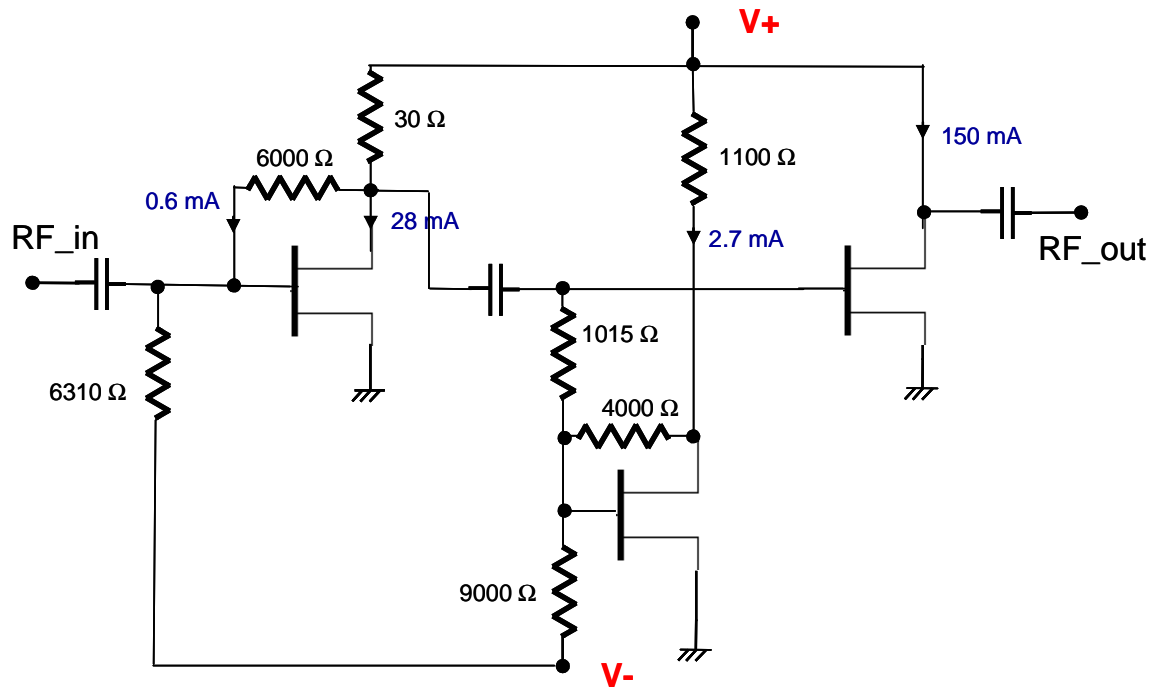 V+
30 Ω
150 mA
6000 Ω
1100 Ω
0.6 mA
28 mA
2.7 mA
RF_in
RF_out
1015 Ω
6310 Ω
4000 Ω
9000 Ω
V-